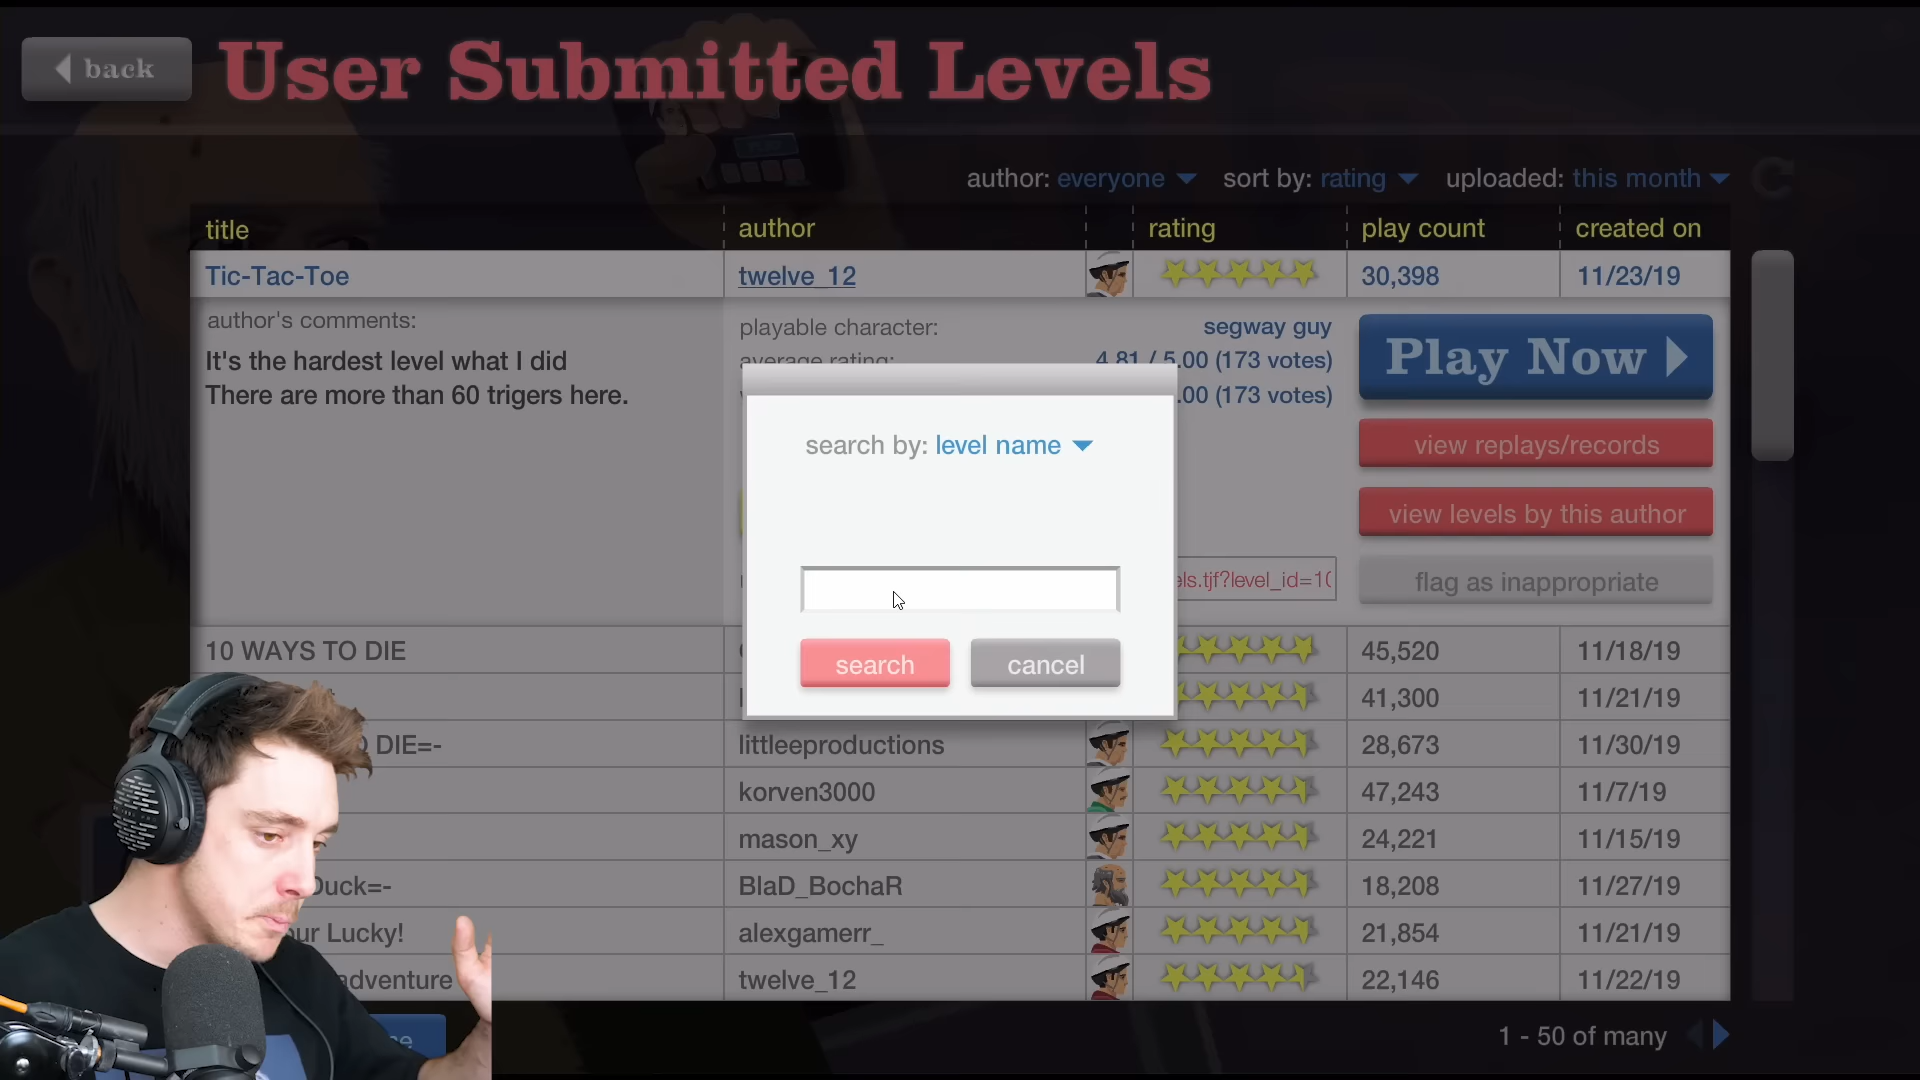 back
User Submitted Levels
author: everyone sort by: rating uploaded: this month
title author rating play count created on
Tic-Tac-Toe twelve_12 30,398 11/23/19
author's comments:
It's the hardest level what I did
There are more than 60 trigers here.
playable character: segway guy
average rating: 4.81 / 5.00 (173 votes)
.00 (173 votes)
Play Now
view replays/records
view levels by this author
els.tjf?level_id=10
flag as inappropriate
search by: level name
search cancel
10 WAYS TO DIE 45,520 11/18/19
41,300 11/21/19
DIE=- littleeproductions 28,673 11/30/19
korven3000 47,243 11/7/19
mason_xy 24,221 11/15/19
Duck=- BlaD_BochaR 18,208 11/27/19
ur Lucky! alexgamerr_ 21,854 11/21/19
adventure twelve_12 22,146 11/22/19
1 - 50 of many